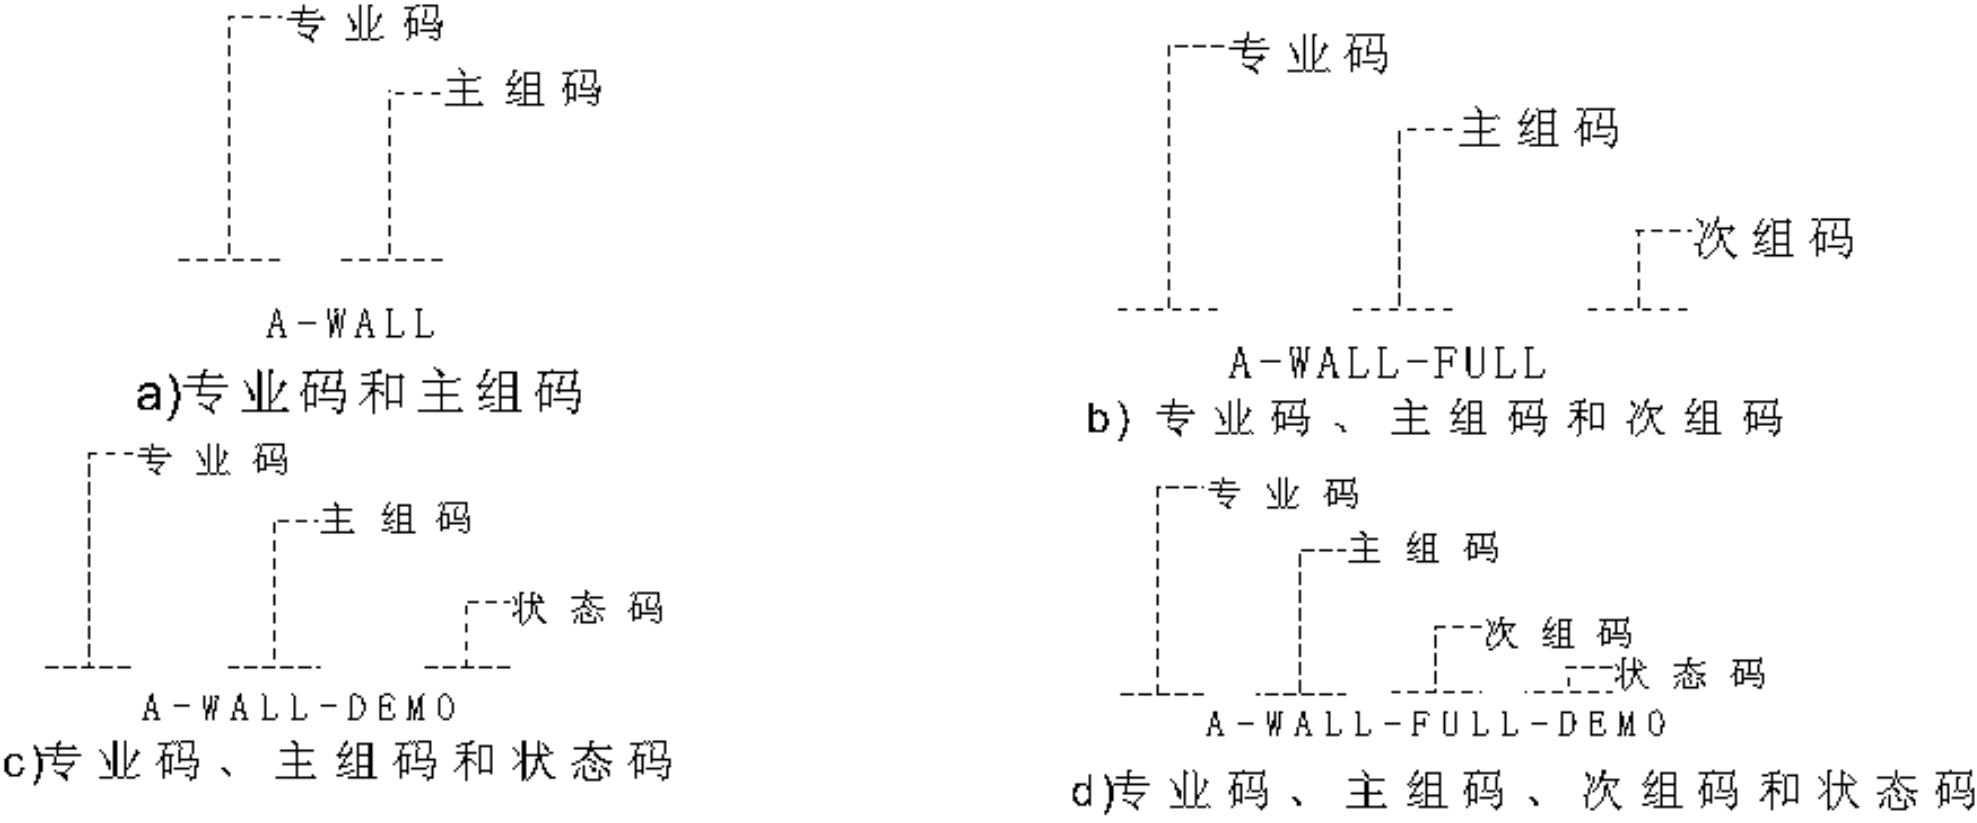 专业码
主组码
A-WALL
a)专业码和主组码
专业码
主组码
次组码
A-WALL-FULL
b) 专业码、主组码和次组码
专业码
主组码
状态码
A-WALL-DEMO
c)专业码、主组码和状态码
专业码
主组码
次组码
状态码
A-WALL-FULL-DEMO
d)专业码、主组码、次组码和状态码